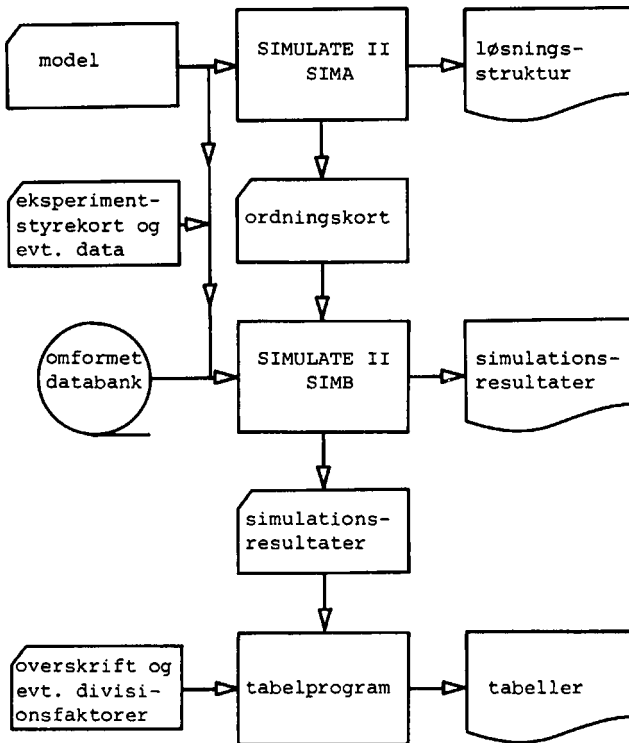 model
SIMULATE II
SIMA
løsnings-
struktur
eksperiment-
styrekort og
evt. data
ordningskort
omformet
databank
SIMULATE II
SIMB
simulations-
resultater
simulations-
resultater
overskrift og
evt. divisi-
onsfaktorer
tabelprogram
tabeller